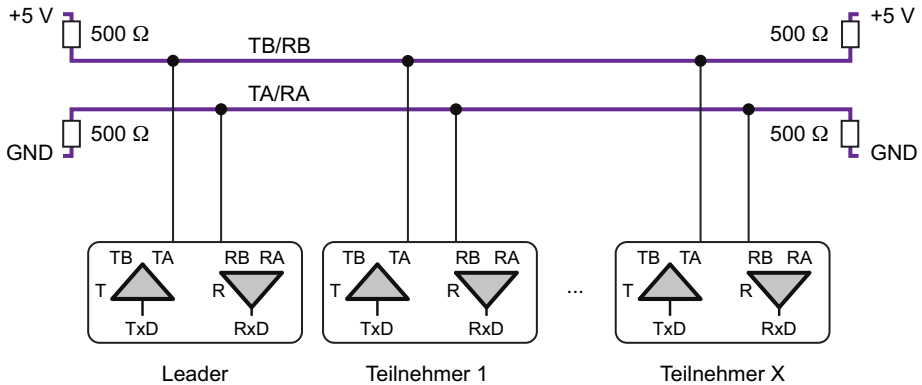 +5 V +5 V
500 Ω 500 Ω
TB/RB
TA/RA
500 Ω 500 Ω
GND GND
TB TA RB RA TB TA RB RA TB TA RB RA
T R T R ... T R
TxD RxD TxD RxD TxD RxD
Leader Teilnehmer 1 Teilnehmer X